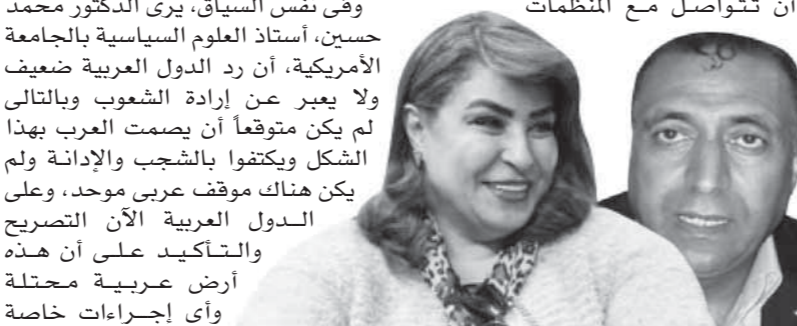 أن تتواصل مع المنظمات
وفى نفس السياق، يرى الدكتور محمد
حسين، أستاذ العلوم السياسية بالجامعة
الأمريكية، أن رد الدول العربية ضعيف
ولا يعبر عن إرادة الشعوب وبالتالى
لم يكن متوقعاً أن يصمت العرب بهذا
الشكل ويكتفوا بالشجب والإدانة ولم
يكن هناك موقف عربى موحد، وعلى
الدول العربية الآن التصريح
والتأكيد على أن هذه
أرض عربية محتلة
وأى إجراءات خاصة